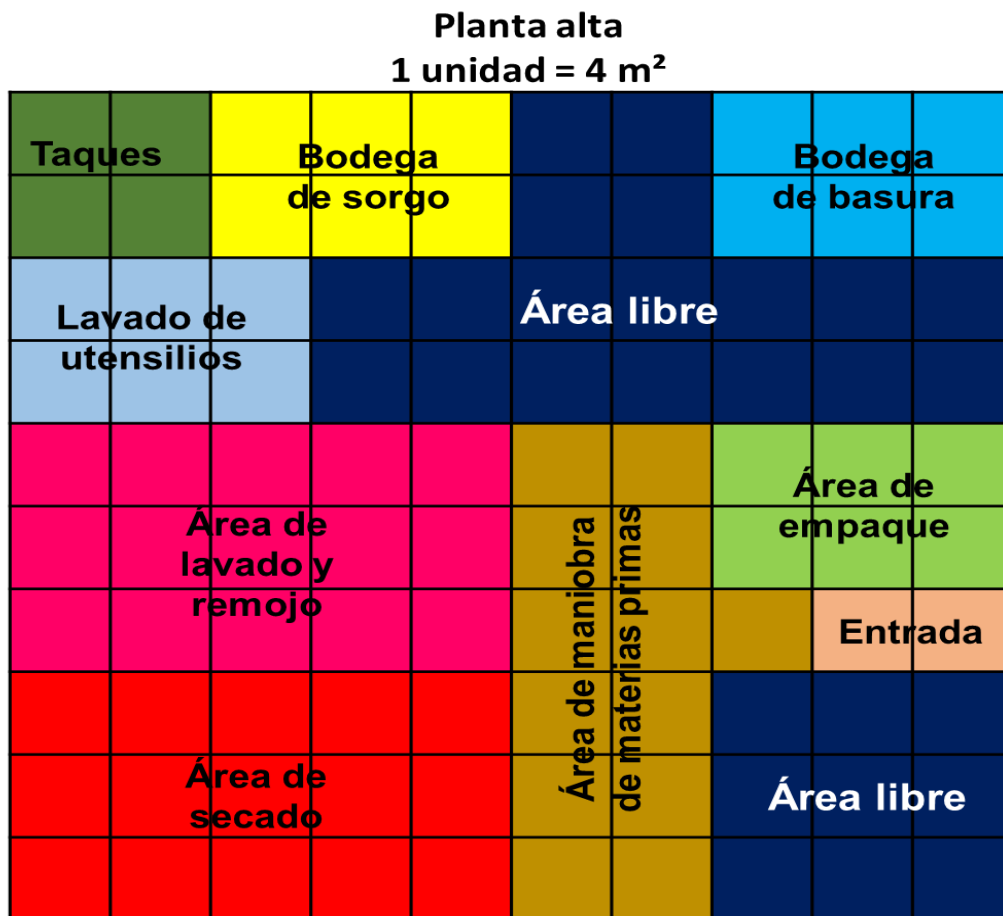 Planta alta
1 unidad = 4 m²
Taques
Bodega
de sorgo
Bodega
de basura
Lavado de
utensilios
Área libre
Área de
lavado y
remojo
Área de maniobra
de materias primas
Área de
empaque
Entrada
Área de
secado
Área libre